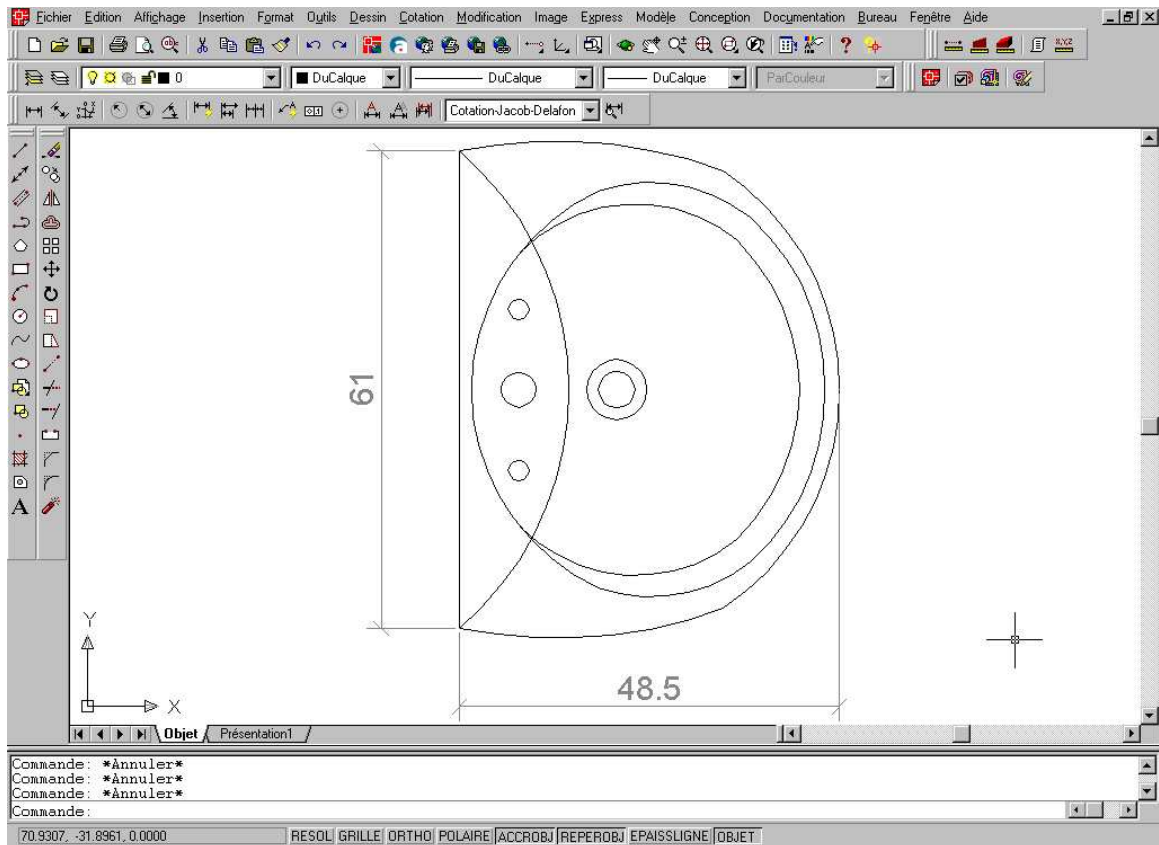 Fichier Edition Affichage Insertion Format Outils Dessin Cotation Modification Image Express Modèle Conception Documentation Bureau Fenêtre Aide
0 DuCalque DuCalque DuCalque ParCouleur
Cotation-Jacob-Delafon
61
48.5
Y
X
Objet Présentation1
Commande: *Annuler*
Commande: *Annuler*
Commande: *Annuler*
Commande:
70.9307, -31.8961, 0.0000 RESOL GRILLE ORTHO POLAIRE ACCROBJ REPEROBJ EPAISSLIGNE OBJET